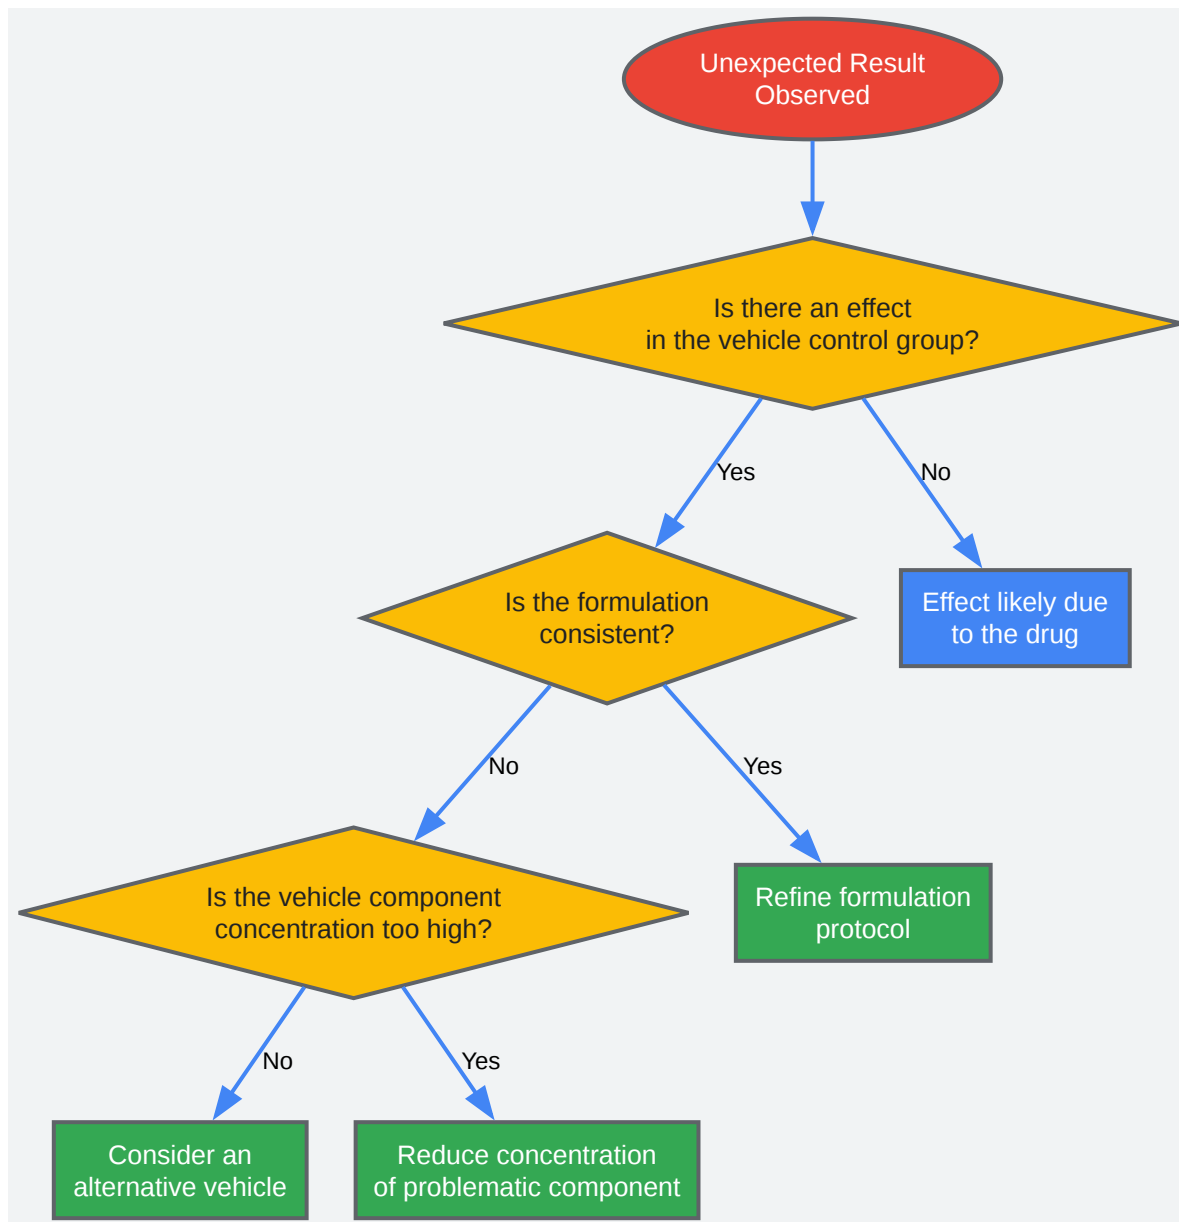 Unexpected Result
Observed
Is there an effect
in the vehicle control group?
Yes
No
Is the formulation
consistent?
Effect likely due
to the drug
No
Yes
Is the vehicle component
concentration too high?
Refine formulation
protocol
No
Yes
Consider an
alternative vehicle
Reduce concentration
of problematic component